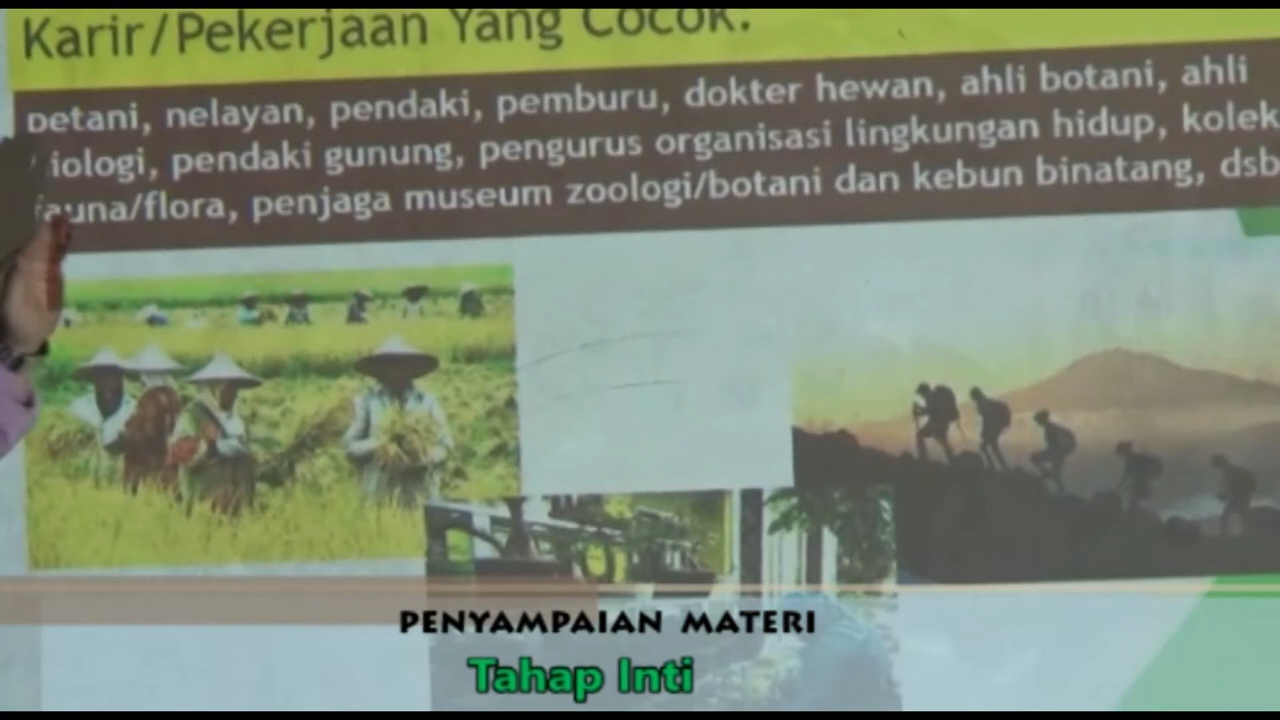 Karir/Pekerjaan Yang Cocok.
petani, nelayan, pendaki, pemburu, dokter hewan, ahli botani, ahli
iologi, pendaki gunung, pengurus organisasi lingkungan hidup, kolek
fauna/flora, penjaga museum zoologi/botani dan kebun binatang, dsb
PENYAMPAIAN MATERI
Tahap Inti